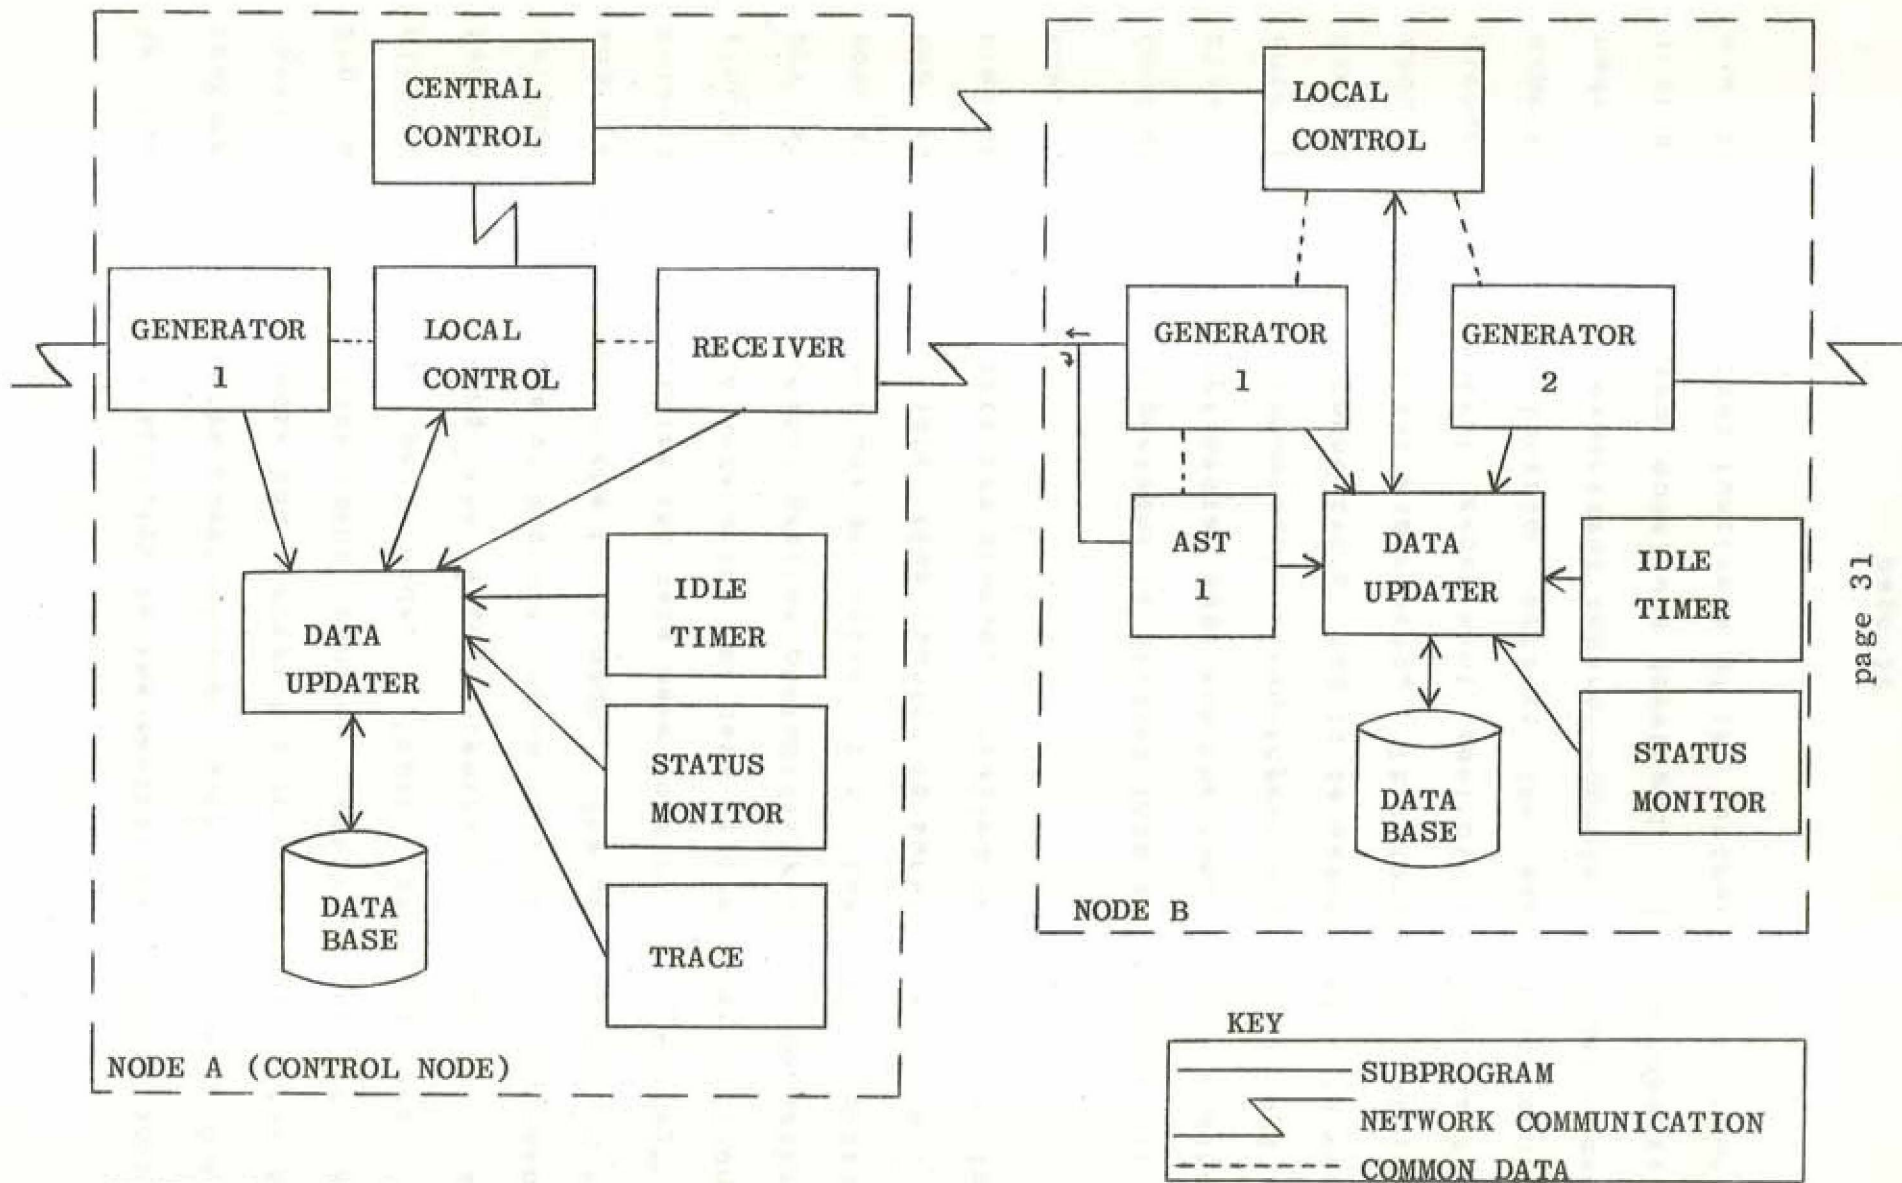 CENTRAL
CONTROL
GENERATOR
1
LOCAL
CONTROL
RECEIVER
DATA
UPDATER
IDLE
TIMER
STATUS
MONITOR
TRACE
DATA
BASE
NODE A (CONTROL NODE)
LOCAL
CONTROL
GENERATOR
1
GENERATOR
2
AST
1
DATA
UPDATER
IDLE
TIMER
STATUS
MONITOR
DATA
BASE
NODE B
page 31
KEY
SUBPROGRAM
NETWORK COMMUNICATION
COMMON DATA